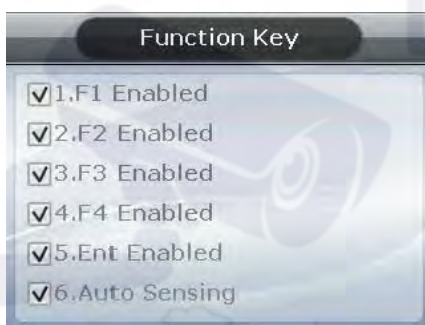 Function Key
1.F1 Enabled
2.F2 Enabled
3.F3 Enabled
4.F4 Enabled
5.Ent Enabled
6.Auto Sensing